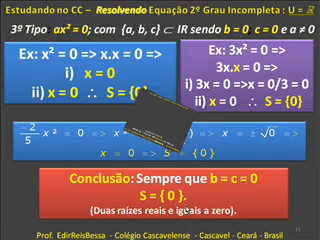 Estudando no CC – Resolvendo Equação 2º Grau Incompleta : U = ℝ
3º Tipo: ax² = 0; com {a, b, c} ⊂ IR sendo b = 0, c = 0 e a ≠ 0
Ex: x² = 0 => x.x = 0 =>
i) x = 0
ii) x = 0 ∴ S = {0}
Ex: 3x² = 0 =>
3x.x = 0 =>
i) 3x = 0 =>x = 0/3 = 0
ii) x = 0 ∴ S={0}
−2/5 x² = 0 => x² ) => x = ± √0 =>
x = 0 => S = { 0 }
Conclusão: Sempre que b = c = 0
S = { 0 }.
(Duas raízes reais e iguais a zero).
11
Prof. EdirReisBessa - Colégio Cascavelense - Cascavel - Ceará - Brasil